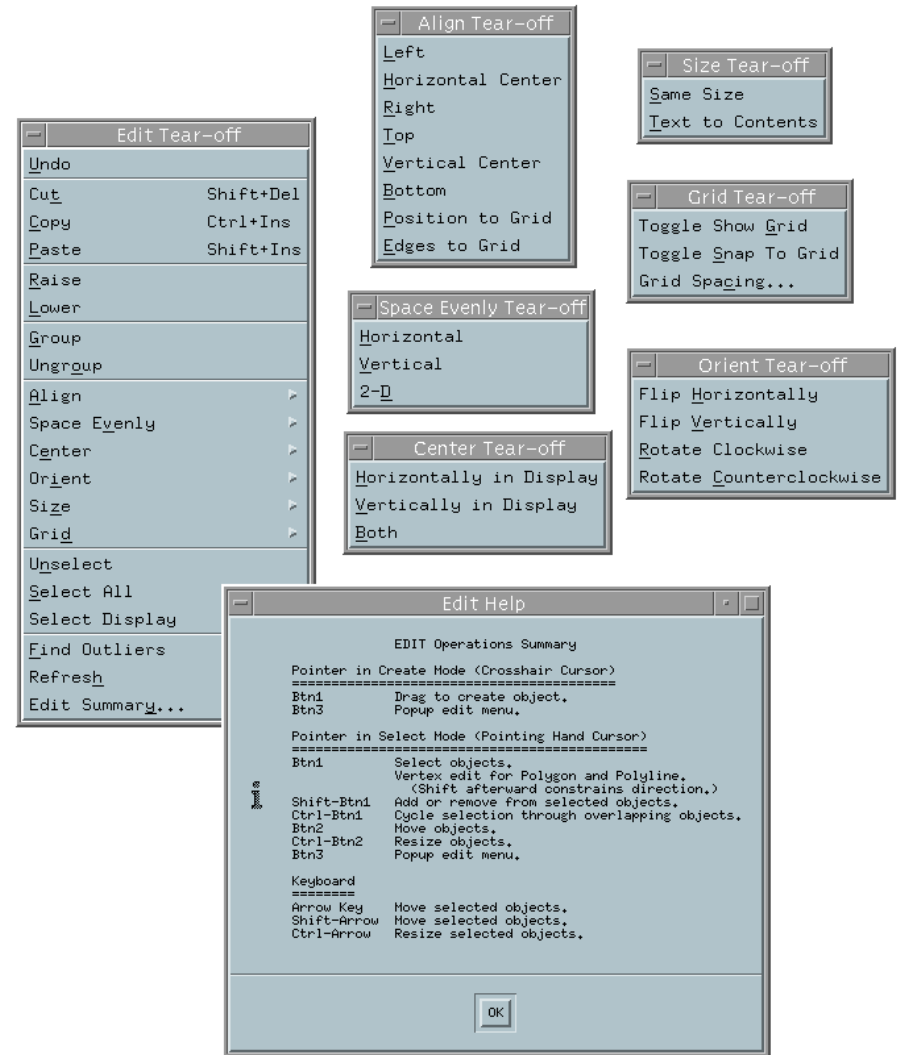 Edit Tear-off
Undo
Cut Shift+Del
Copy Ctrl+Ins
Paste Shift+Ins
Raise
Lower
Group
Ungroup
Align
Space Evenly
Center
Orient
Size
Grid
Unselect
Select All
Select Display
Find Outliers
Refresh
Edit Summary...
Align Tear-off
Left
Horizontal Center
Right
Top
Vertical Center
Bottom
Position to Grid
Edges to Grid
Space Evenly Tear-off
Horizontal
Vertical
2-D
Center Tear-off
Horizontally in Display
Vertically in Display
Both
Size Tear-off
Same Size
Text to Contents
Grid Tear-off
Toggle Show Grid
Toggle Snap To Grid
Grid Spacing...
Orient Tear-off
Flip Horizontally
Flip Vertically
Rotate Clockwise
Rotate Counterclockwise
Edit Help
EDIT Operations Summary
Pointer in Create Mode (Crosshair Cursor)
=========================================
Btn1 Drag to create object.
Btn3 Popup edit menu.
Pointer in Select Mode (Pointing Hand Cursor)
=============================================
Btn1 Select objects.
Vertex edit for Polygon and Polyline.
(Shift afterward constrains direction.)
Shift-Btn1 Add or remove from selected objects.
Ctrl-Btn1 Cycle selection through overlapping objects.
Btn2 Move objects.
Ctrl-Btn2 Resize objects.
Btn3 Popup edit menu.
Keyboard
========
Arrow Key Move selected objects.
Shift-Arrow Move selected objects.
Ctrl-Arrow Resize selected objects.
i
OK